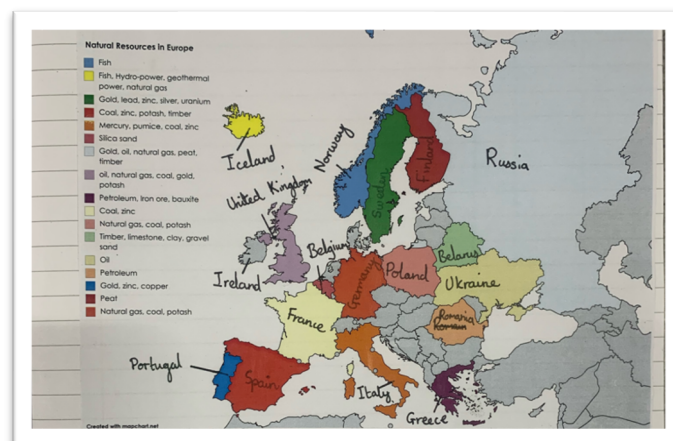 Natural Resources in Europe
Fish
Fish, Hydro-power, geothermal
power, natural gas
Gold, lead, zinc, silver, uranium
Coal, zinc, potash, timber
Mercury, pumice, coal, zinc
Silica sand
Gold, oil, natural gas, peat,
timber
oil, natural gas, coal, gold,
potash
Petroleum, iron ore, bauxite
Coal, zinc
Natural gas, coal, potash
Timber, limestone, clay, gravel
sand
Oil
Petroleum
Gold, zinc, copper
Peat
Natural gas, coal, potash
Iceland
Norway
Sweden
Finland
Russia
United Kingdom
Ireland
Belgium
Germany
Poland
Belarus
Ukraine
France
Romania
Portugal
Spain
Italy
Greece
Created with mapchart.net